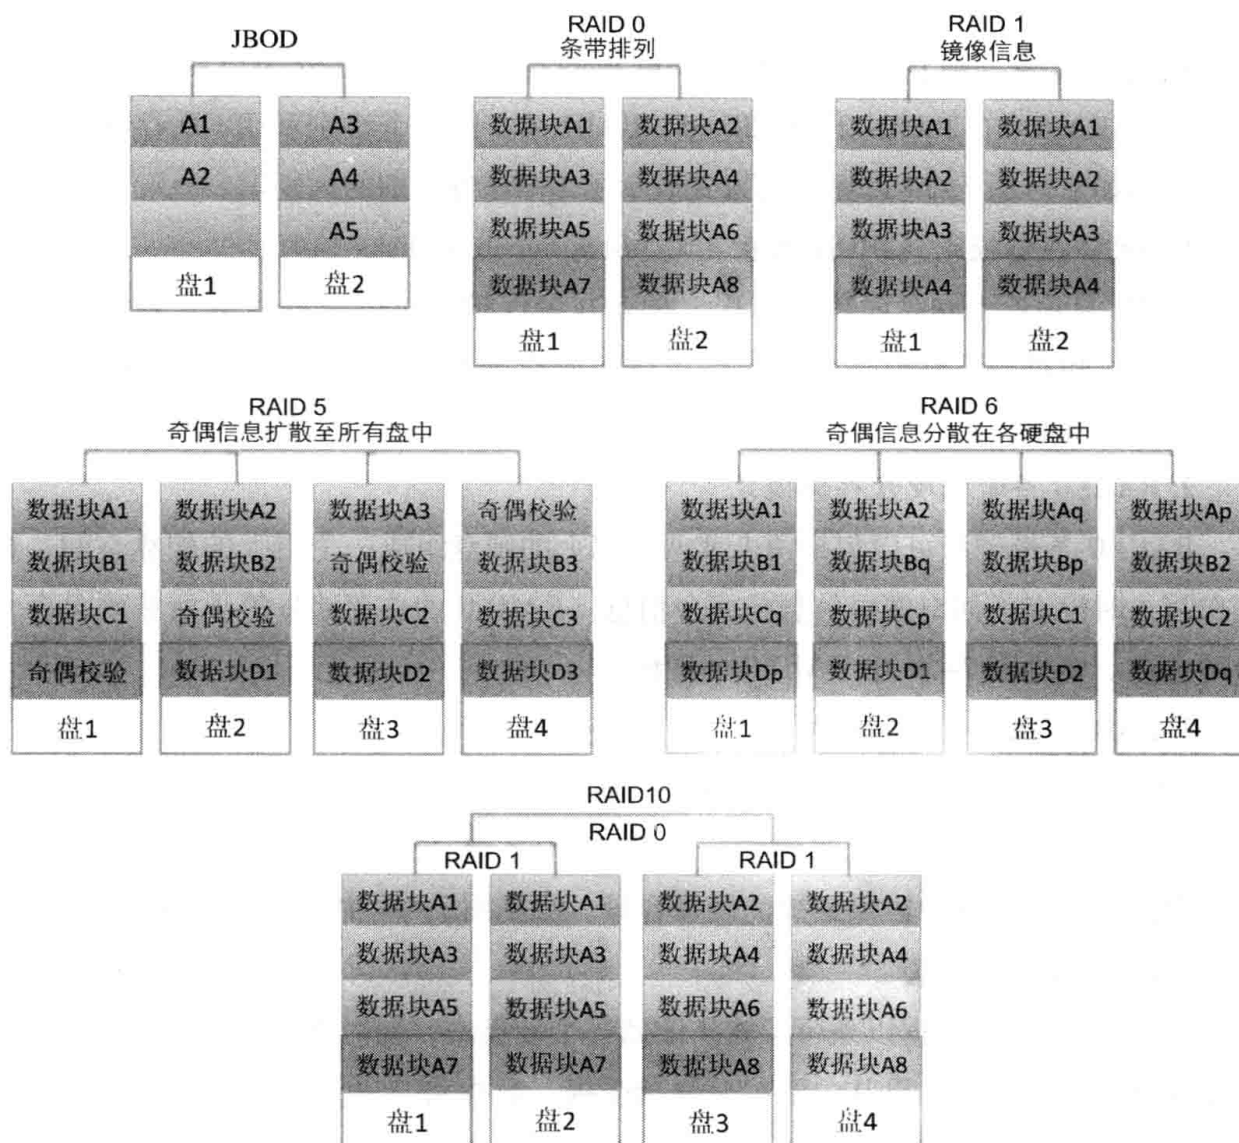 JBOD
A1 A3
A2 A4
A5
盘1 盘2
RAID 0
条带排列
数据块A1 数据块A2
数据块A3 数据块A4
数据块A5 数据块A6
数据块A7 数据块A8
盘1 盘2
RAID 1
镜像信息
数据块A1 数据块A1
数据块A2 数据块A2
数据块A3 数据块A3
数据块A4 数据块A4
盘1 盘2
RAID 5
奇偶信息扩散至所有盘中
数据块A1 数据块A2 数据块A3 奇偶校验
数据块B1 数据块B2 奇偶校验 数据块B3
数据块C1 奇偶校验 数据块C2 数据块C3
奇偶校验 数据块D1 数据块D2 数据块D3
盘1 盘2 盘3 盘4
RAID 6
奇偶信息分散在各硬盘中
数据块A1 数据块A2 数据块Aq 数据块Ap
数据块B1 数据块Bq 数据块Bp 数据块B2
数据块Cq 数据块Cp 数据块C1 数据块C2
数据块Dp 数据块D1 数据块D2 数据块Dq
盘1 盘2 盘3 盘4
RAID10
RAID 0
RAID 1 RAID 1
数据块A1 数据块A1 数据块A2 数据块A2
数据块A3 数据块A3 数据块A4 数据块A4
数据块A5 数据块A5 数据块A6 数据块A6
数据块A7 数据块A7 数据块A8 数据块A8
盘1 盘2 盘3 盘4